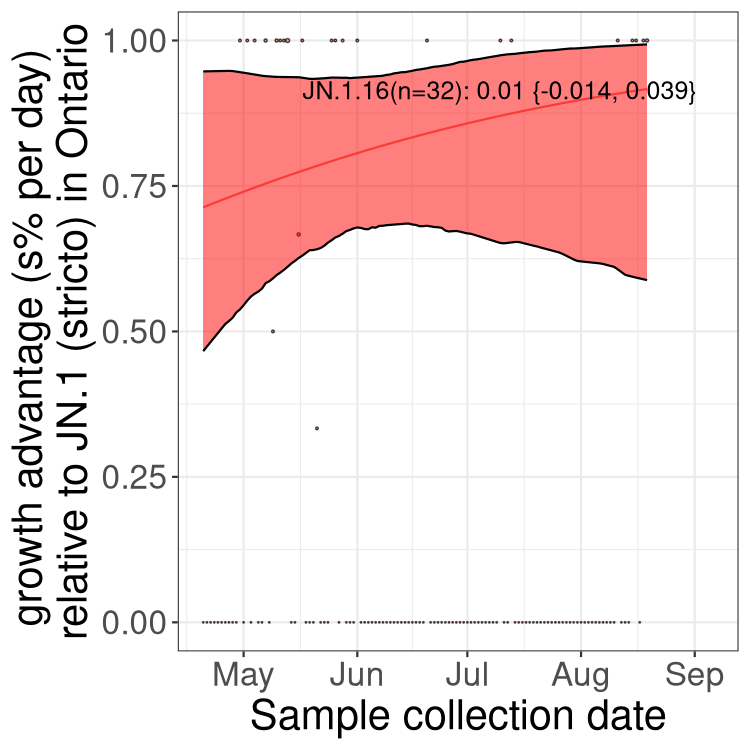 growth advantage (s% per day)
relative to JN.1 (stricto) in Ontario
1.00
0.75
0.50
0.25
0.00
JN.1.16(n=32): 0.01 {-0.014, 0.039}
May Jun Jul Aug Sep
Sample collection date